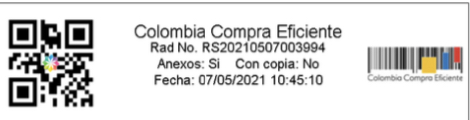 Colombia Compra Eficiente
Rad No. RS20210507003994
Anexos: Si Con copia: No
Fecha: 07/05/2021 10:45:10
Colombia Compra Eficiente